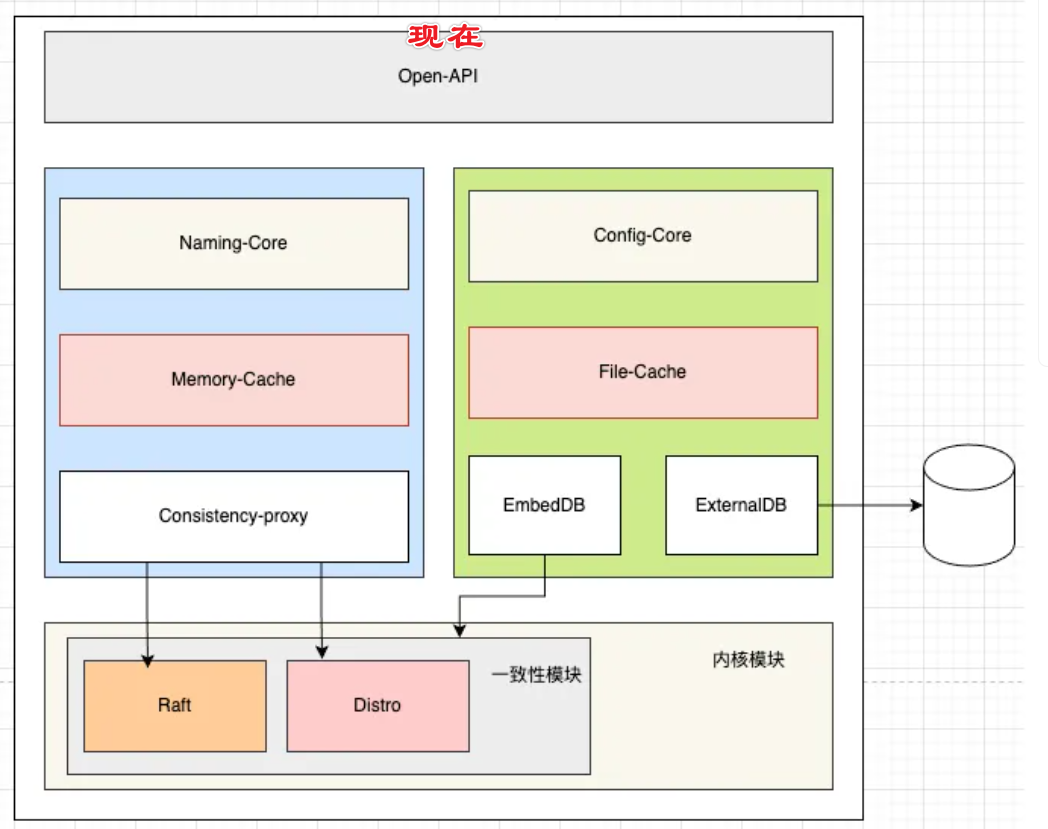 现在
Open-API
Naming-Core
Memory-Cache
Consistency-proxy
Config-Core
File-Cache
EmbedDB
ExternalDB
内核模块
一致性模块
Raft
Distro